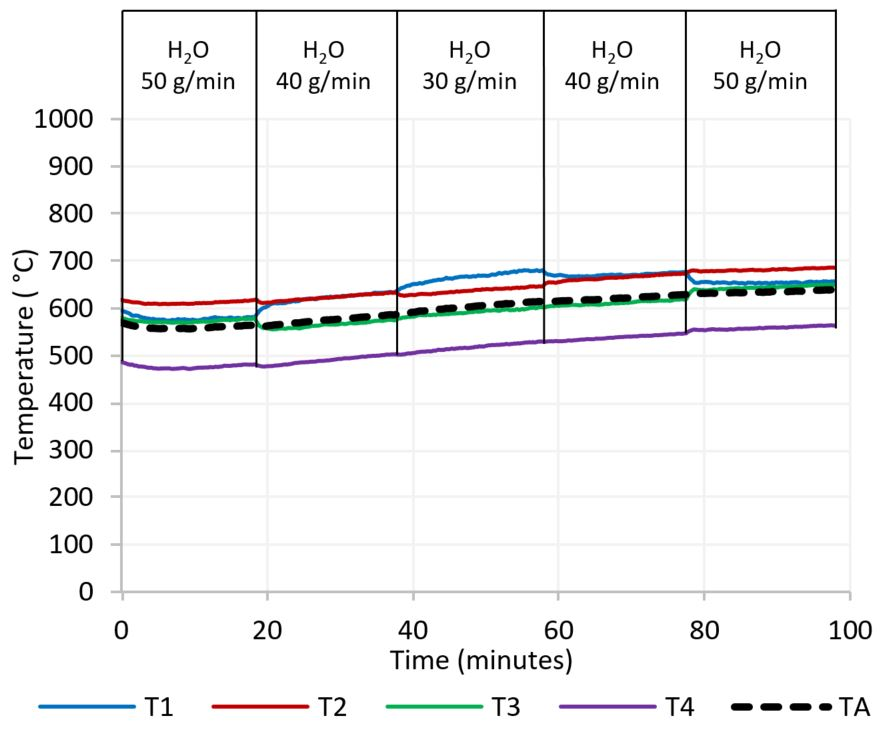 H₂O
50 g/min
H₂O
40 g/min
H₂O
30 g/min
H₂O
40 g/min
H₂O
50 g/min
1000
900
800
700
600
500
400
300
200
100
0
Temperature ( °C)
0 20 40 60 80 100
Time (minutes)
T1 T2 T3 T4 TA